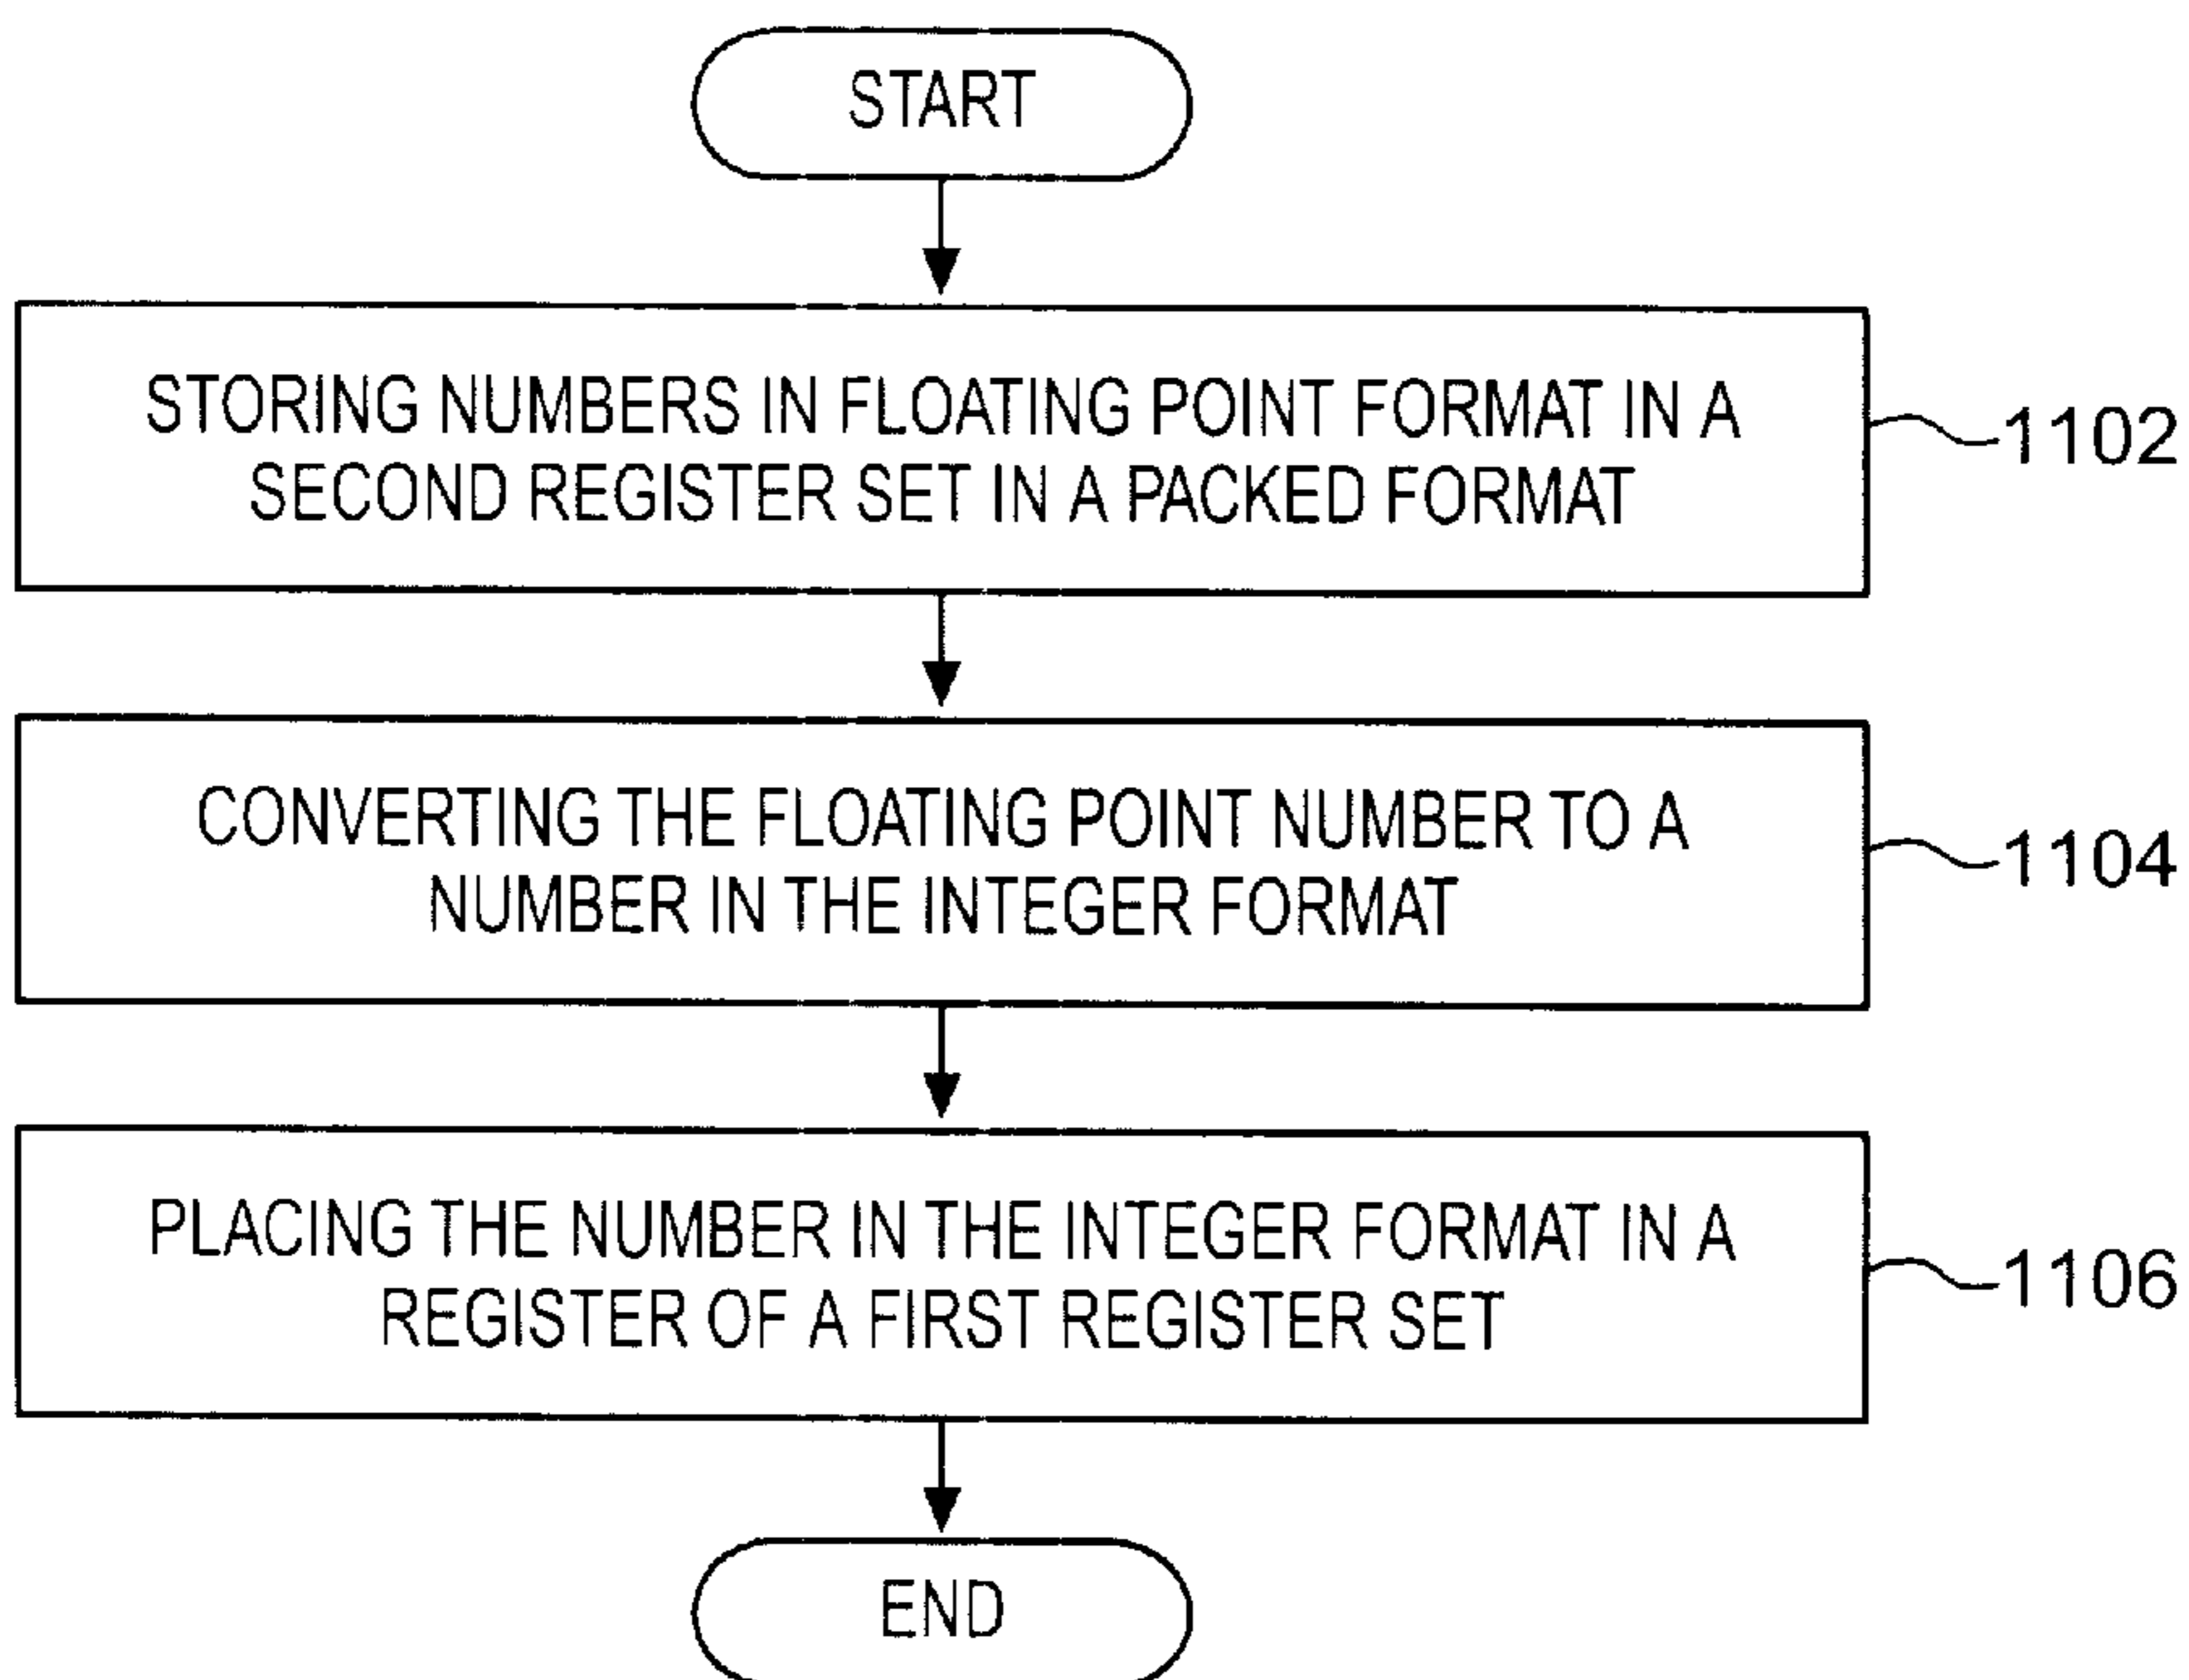 START
STORING NUMBERS IN FLOATING POINT FORMAT IN A
SECOND REGISTER SET IN A PACKED FORMAT
1102
CONVERTING THE FLOATING POINT NUMBER TO A
NUMBER IN THE INTEGER FORMAT
1104
PLACING THE NUMBER IN THE INTEGER FORMAT IN A
REGISTER OF A FIRST REGISTER SET
1106
END